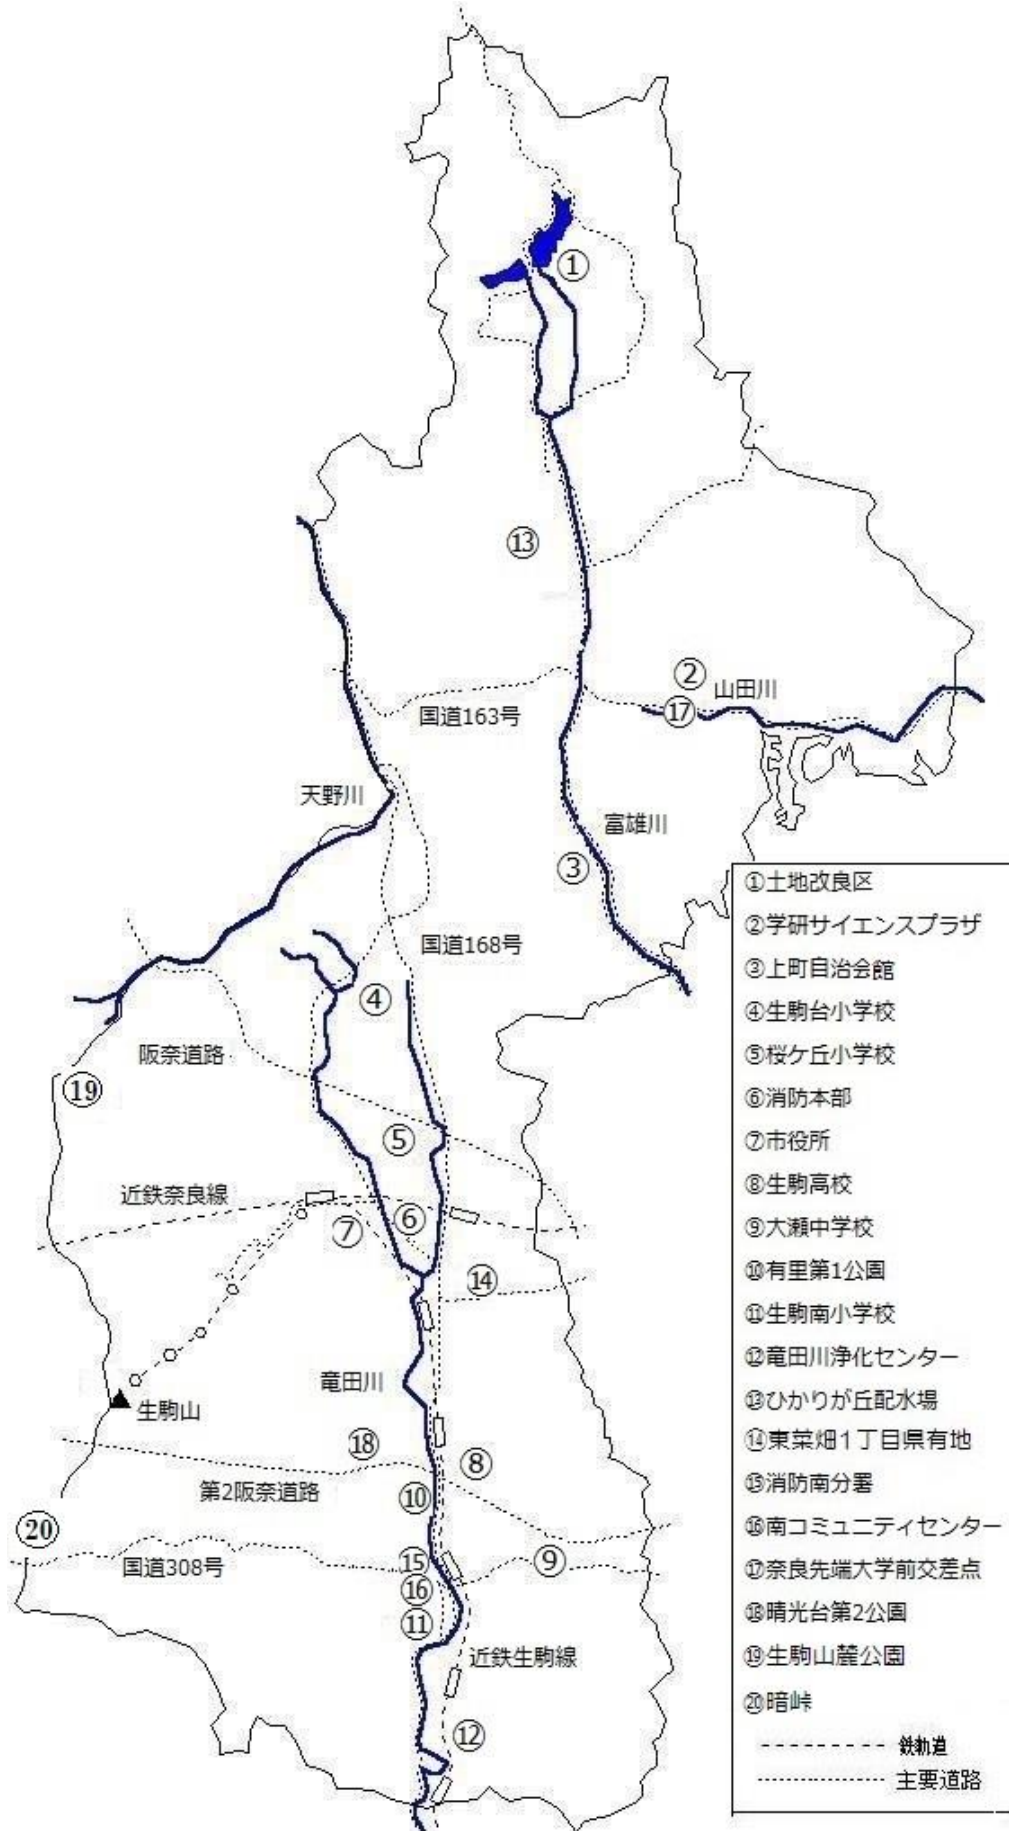 ①
⑬
②
山田川
⑰
国道163号
天野川
富雄川
③
国道168号
④
阪奈道路
⑲
⑤
近鉄奈良線
⑥
⑦
⑭
竜田川
生駒山
⑱
⑧
第2阪奈道路
⑩
⑳
国道308号
⑮
⑨
⑯
⑪
近鉄生駒線
⑫
①土地改良区
②学研サイエンスプラザ
③上町自治会館
④生駒台小学校
⑤桜ケ丘小学校
⑥消防本部
⑦市役所
⑧生駒高校
⑨大瀬中学校
⑩有里第1公園
⑪生駒南小学校
⑫竜田川浄化センター
⑬ひかりが丘配水場
⑭東菜畑1丁目県有地
⑮消防南分署
⑯南コミュニティセンター
⑰奈良先端大学前交差点
⑱晴光台第2公園
⑲生駒山麓公園
⑳暗峠
鉄軌道
主要道路